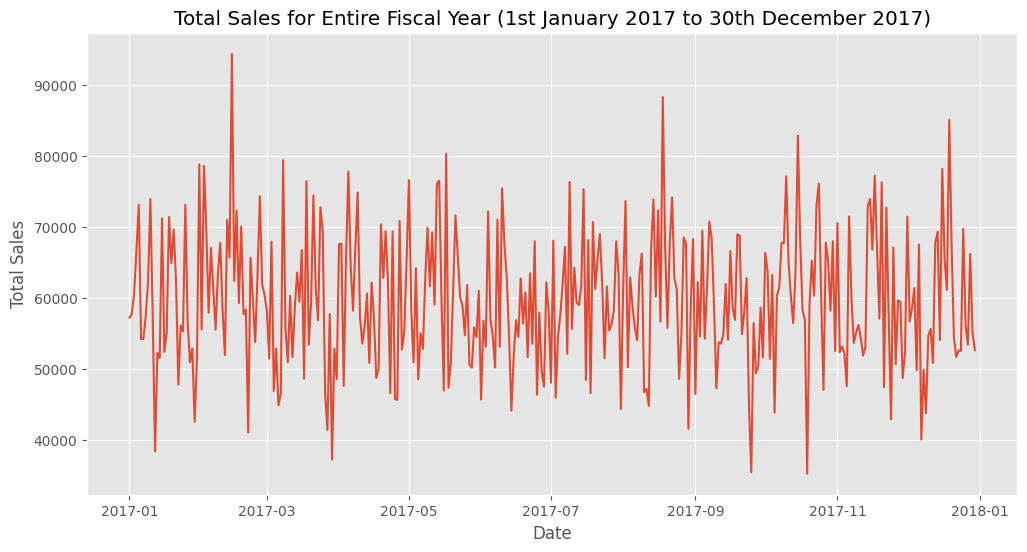 Total Sales for Entire Fiscal Year (1st January 2017 to 30th December 2017)
90000
80000
70000
60000
50000
40000
Total Sales
2017-01 2017-03 2017-05 2017-07 2017-09 2017-11 2018-01
Date